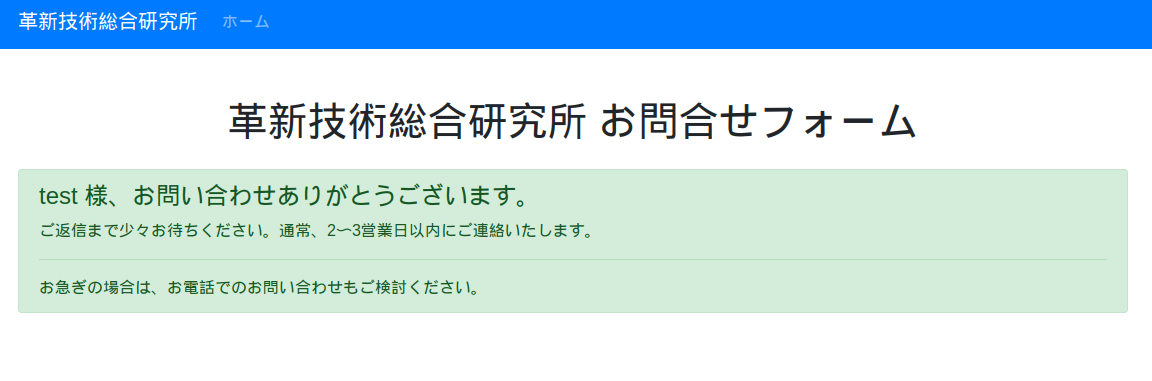 革新技術総合研究所 ホーム
革新技術総合研究所 お問合せフォーム
test 様、お問い合わせありがとうございます。
ご返信まで少々お待ちください。通常、2〜3営業日以内にご連絡いたします。
お急ぎの場合は、お電話でのお問い合わせもご検討ください。